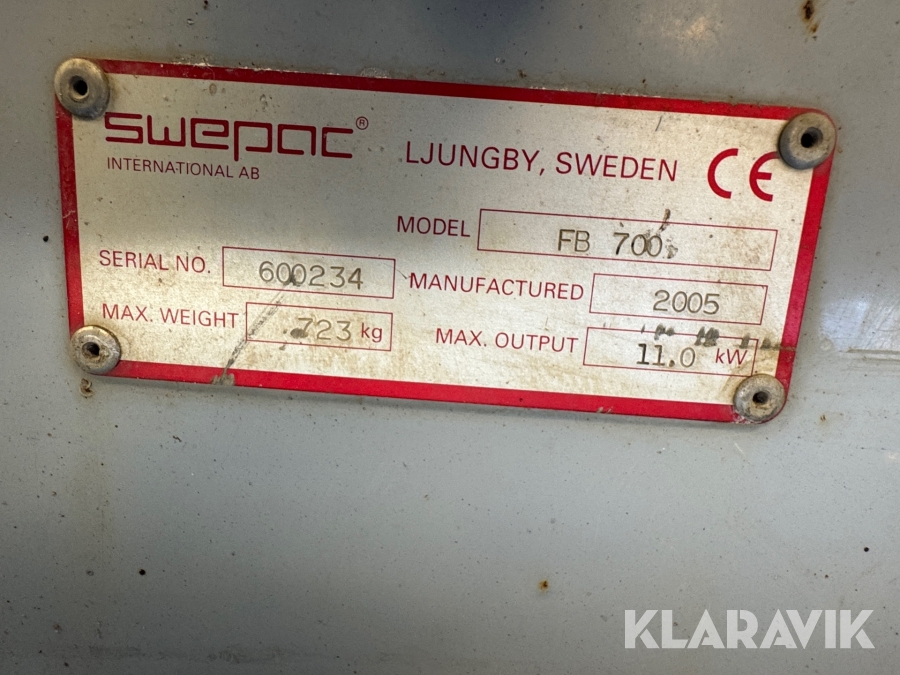 swepac®
INTERNATIONAL AB
LJUNGBY, SWEDEN CE
MODEL FB 700
SERIAL NO. 600234
MANUFACTURED 2005
MAX. WEIGHT 723 kg
MAX. OUTPUT 11.0 kW
KLARAVIK